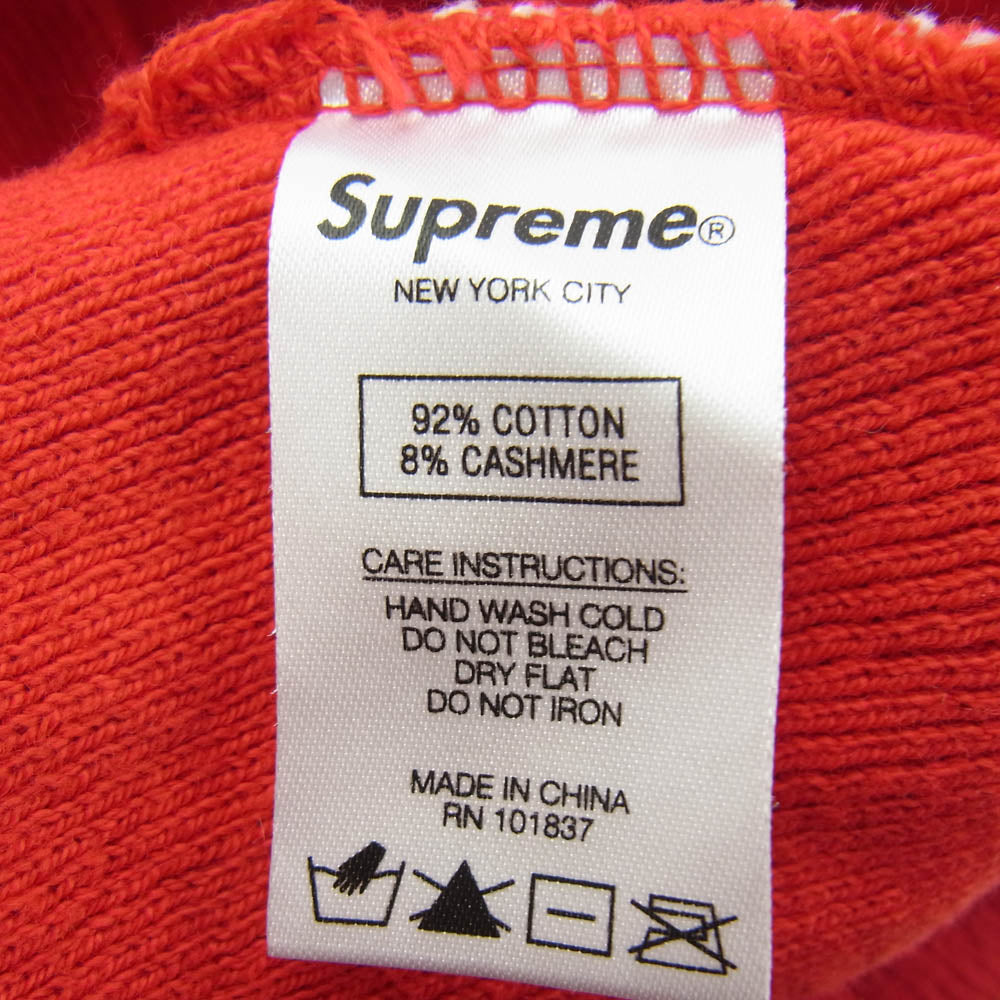 Supreme®
NEW YORK CITY
92% COTTON
8% CASHMERE
CARE INSTRUCTIONS:
HAND WASH COLD
DO NOT BLEACH
DRY FLAT
DO NOT IRON
MADE IN CHINA
RN 101837